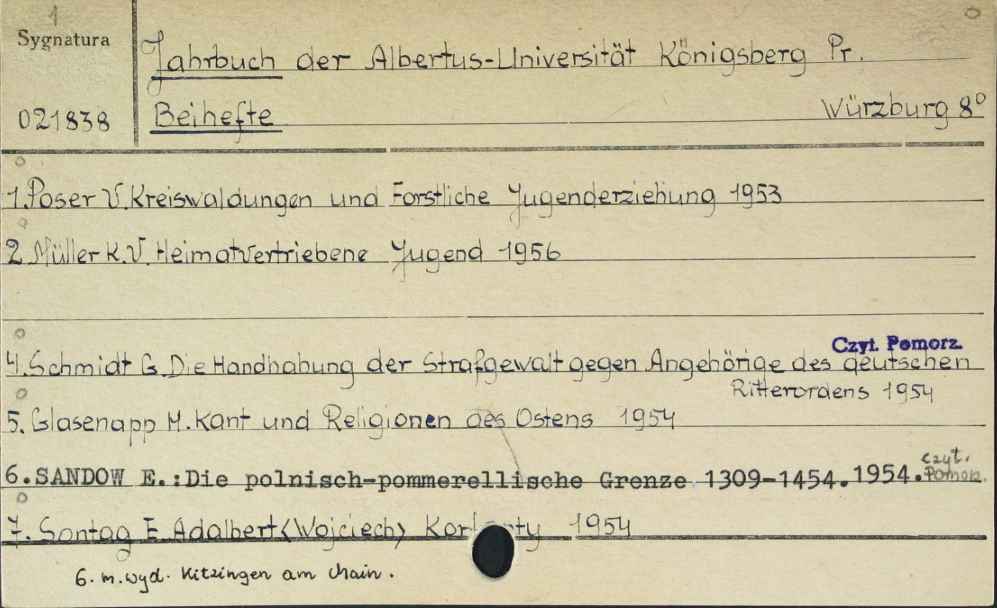 1
Sygnatura
021838
Jahrbuch der Albertus-Universität Königsberg Pr.
Beihefte Würzburg 8°
1. Poser V. Kreiswaldungen und Forstliche Jugenderziehung 1953
2. Müller K.V. Heimatvertriebene Jugend 1956
Czyt. Pomorz.
4. Schmidt G. Die Handhabung der Strafgewalt gegen Angehörige des deutschen
Ritterordens 1954
5. Glasenapp H. Kant und Religionen des Ostens 1954
6. SANDOW E.: Die polnisch-pommerellische Grenze 1309-1454. 1954. czyt. Pomorz.
7. Sontag E. Adalbert (Wojciech) 1954
6. m. wyd. Kitzingen am Main.